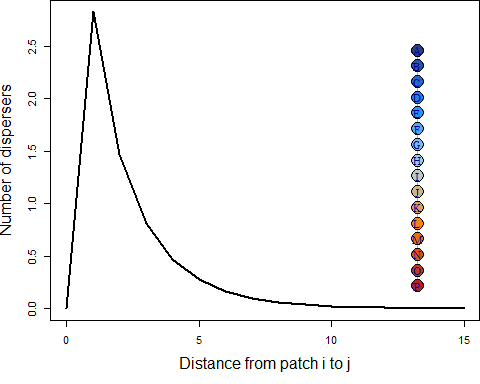 Number of dispersers
2.5
2.0
1.5
1.0
0.5
0.0
0
5
10
15
Distance from patch i to j
A
B
C
D
E
F
G
H
I
J
K
L
M
N
O
P